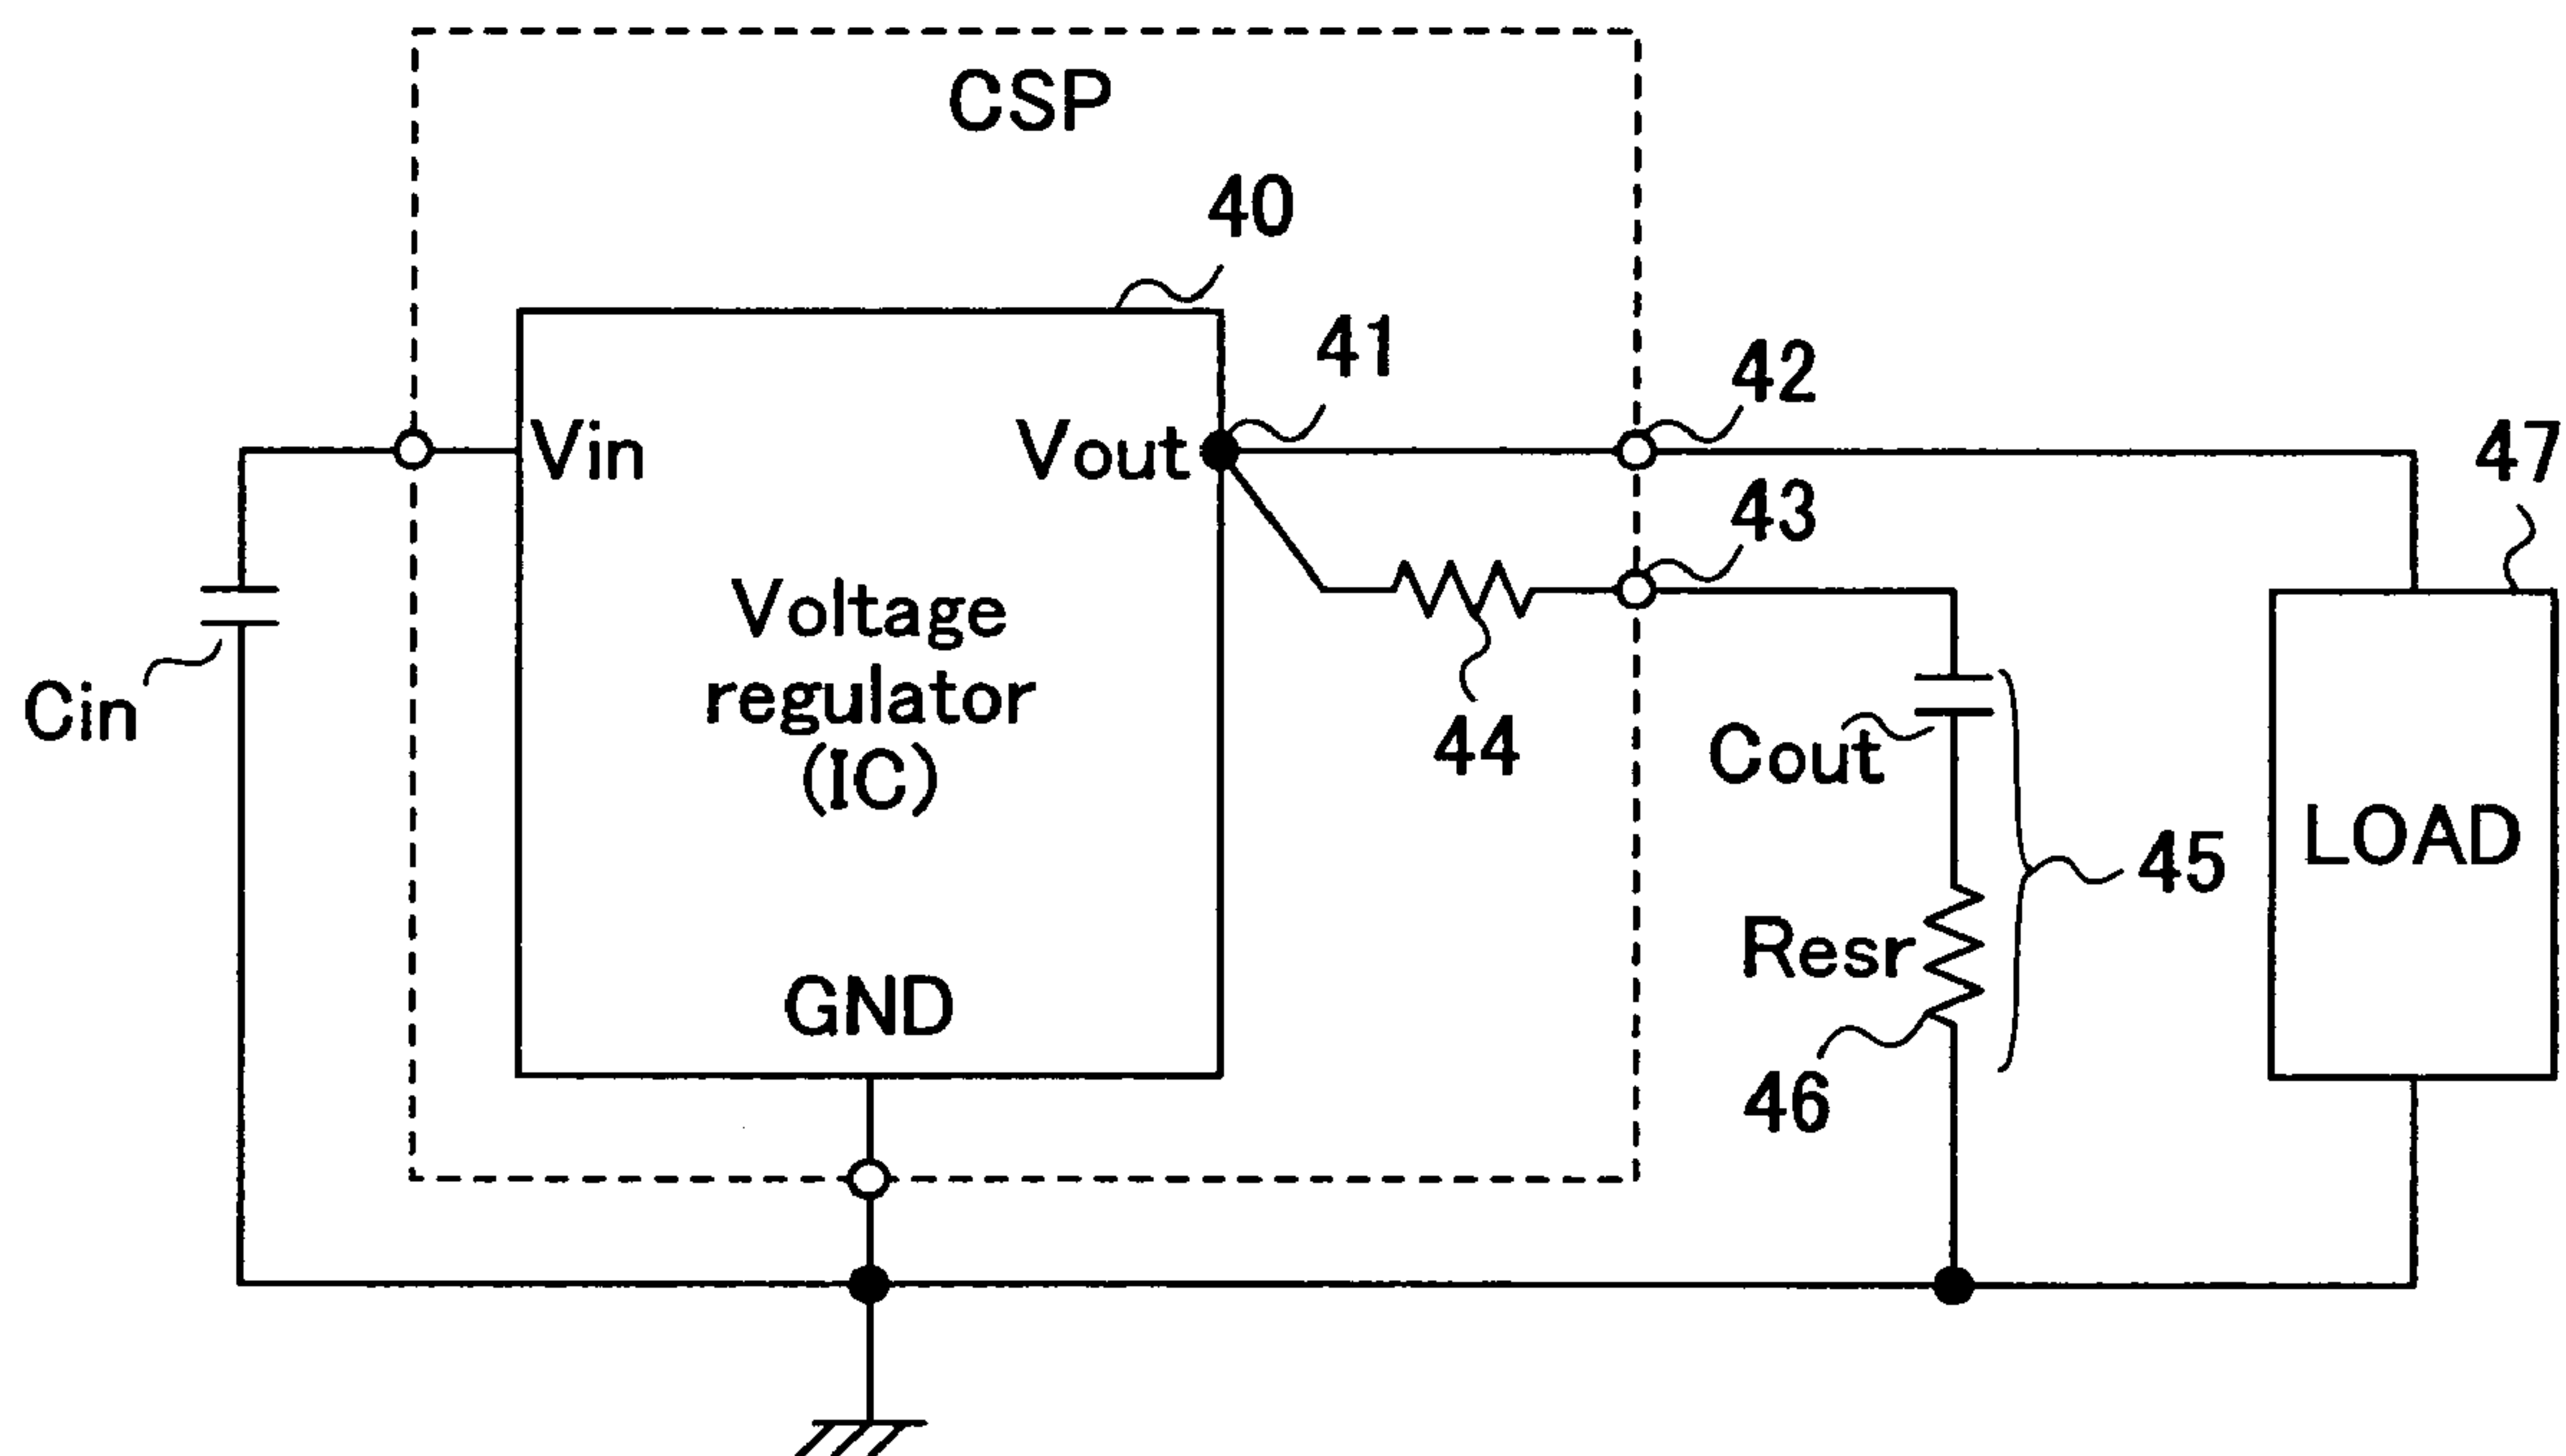 CSP
40
41
42
Vin
Vout
47
43
Voltage
regulator
(IC)
Cin
44
Cout
LOAD
45
Resr
GND
46